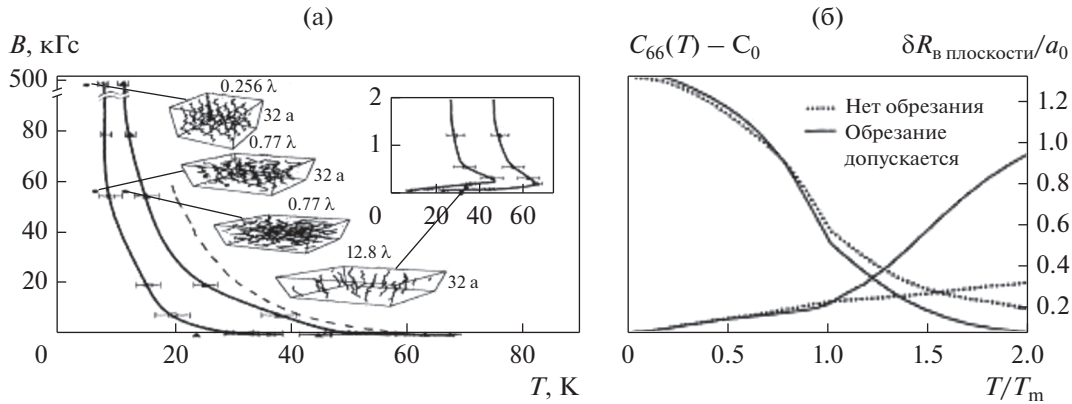 (а)
B, кГс
500
80
60
40
20
0
20
40
60
80
T, K
0.256 λ
32 a
0.77 λ
32 a
0.77 λ
12.8 λ
32 a
2
1
0
20
40
60
(б)
C66(T) – C0
δRв плоскости/a0
Нет обрезания
Обрезание
допускается
1.2
1.0
0.8
0.6
0.4
0.2
0
0.5
1.0
1.5
2.0
T/Tm